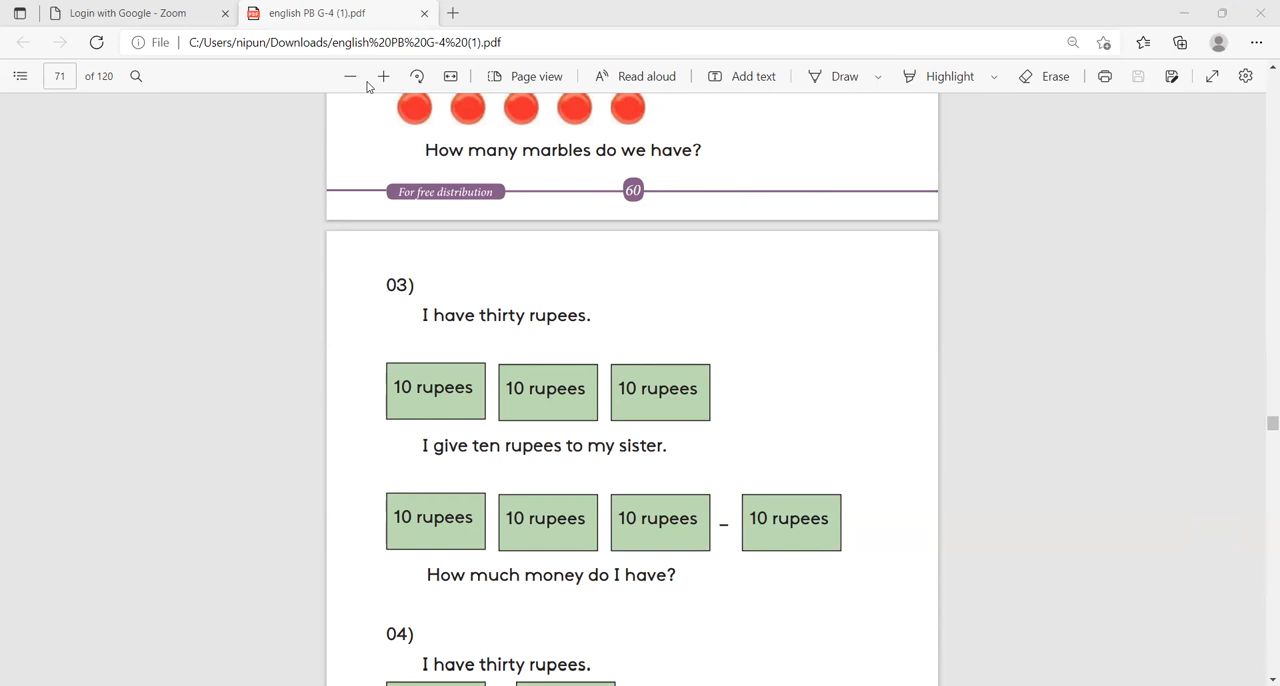 Login with Google - Zoom
english PB G-4 (1).pdf
File | C:/Users/nipun/Downloads/english%20PB%20G-4%20(1).pdf
71 of 120
Page view
Read aloud
Add text
Draw
Highlight
Erase
How many marbles do we have?
For free distribution
60
03)
I have thirty rupees.
10 rupees 10 rupees 10 rupees
I give ten rupees to my sister.
10 rupees 10 rupees 10 rupees - 10 rupees
How much money do I have?
04)
I have thirty rupees.